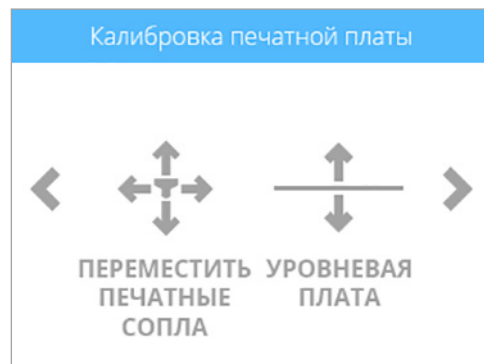 Калибровка печатной платы
ПЕРЕМЕСТИТЬ
ПЕЧАТНЫЕ
СОПЛА
УРОВНЕВАЯ
ПЛАТА